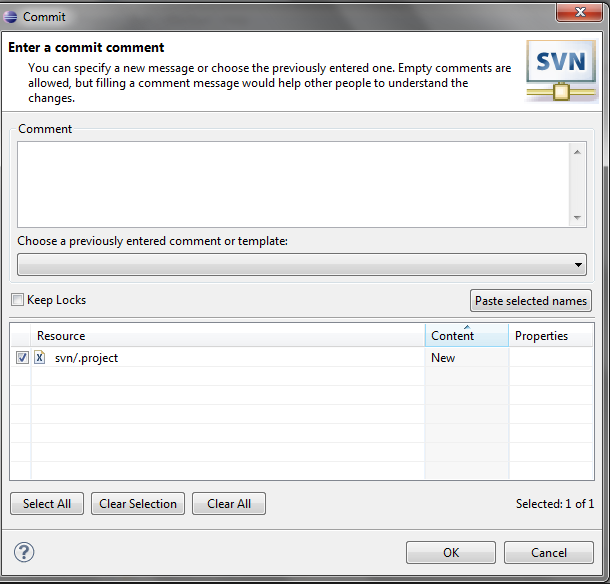 Commit
Enter a commit comment
You can specify a new message or choose the previously entered one. Empty comments are
allowed, but filling a comment message would help other people to understand the
changes.
SVN
Comment
Choose a previously entered comment or template:
Keep Locks
Paste selected names
Resource Content Properties
svn/.project New
Select All Clear Selection Clear All Selected: 1 of 1
? OK Cancel